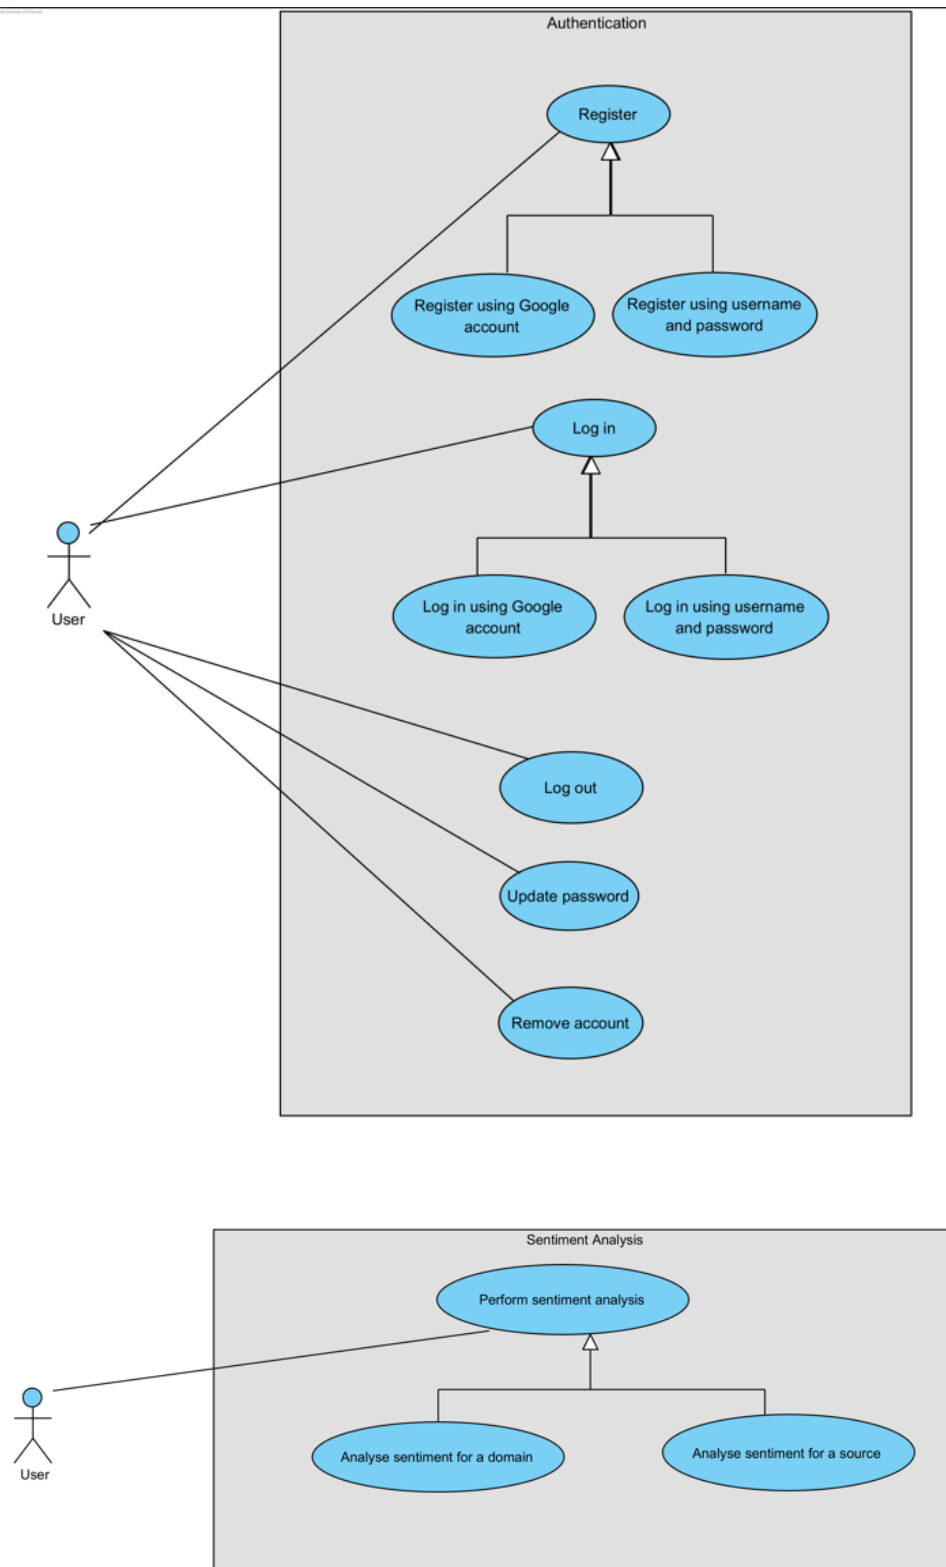 Authentication
Register
Register using Google
account
Register using username
and password
Log in
Log in using Google
account
Log in using username
and password
User
Log out
Update password
Remove account
Sentiment Analysis
Perform sentiment analysis
Analyse sentiment for a domain
Analyse sentiment for a source
User